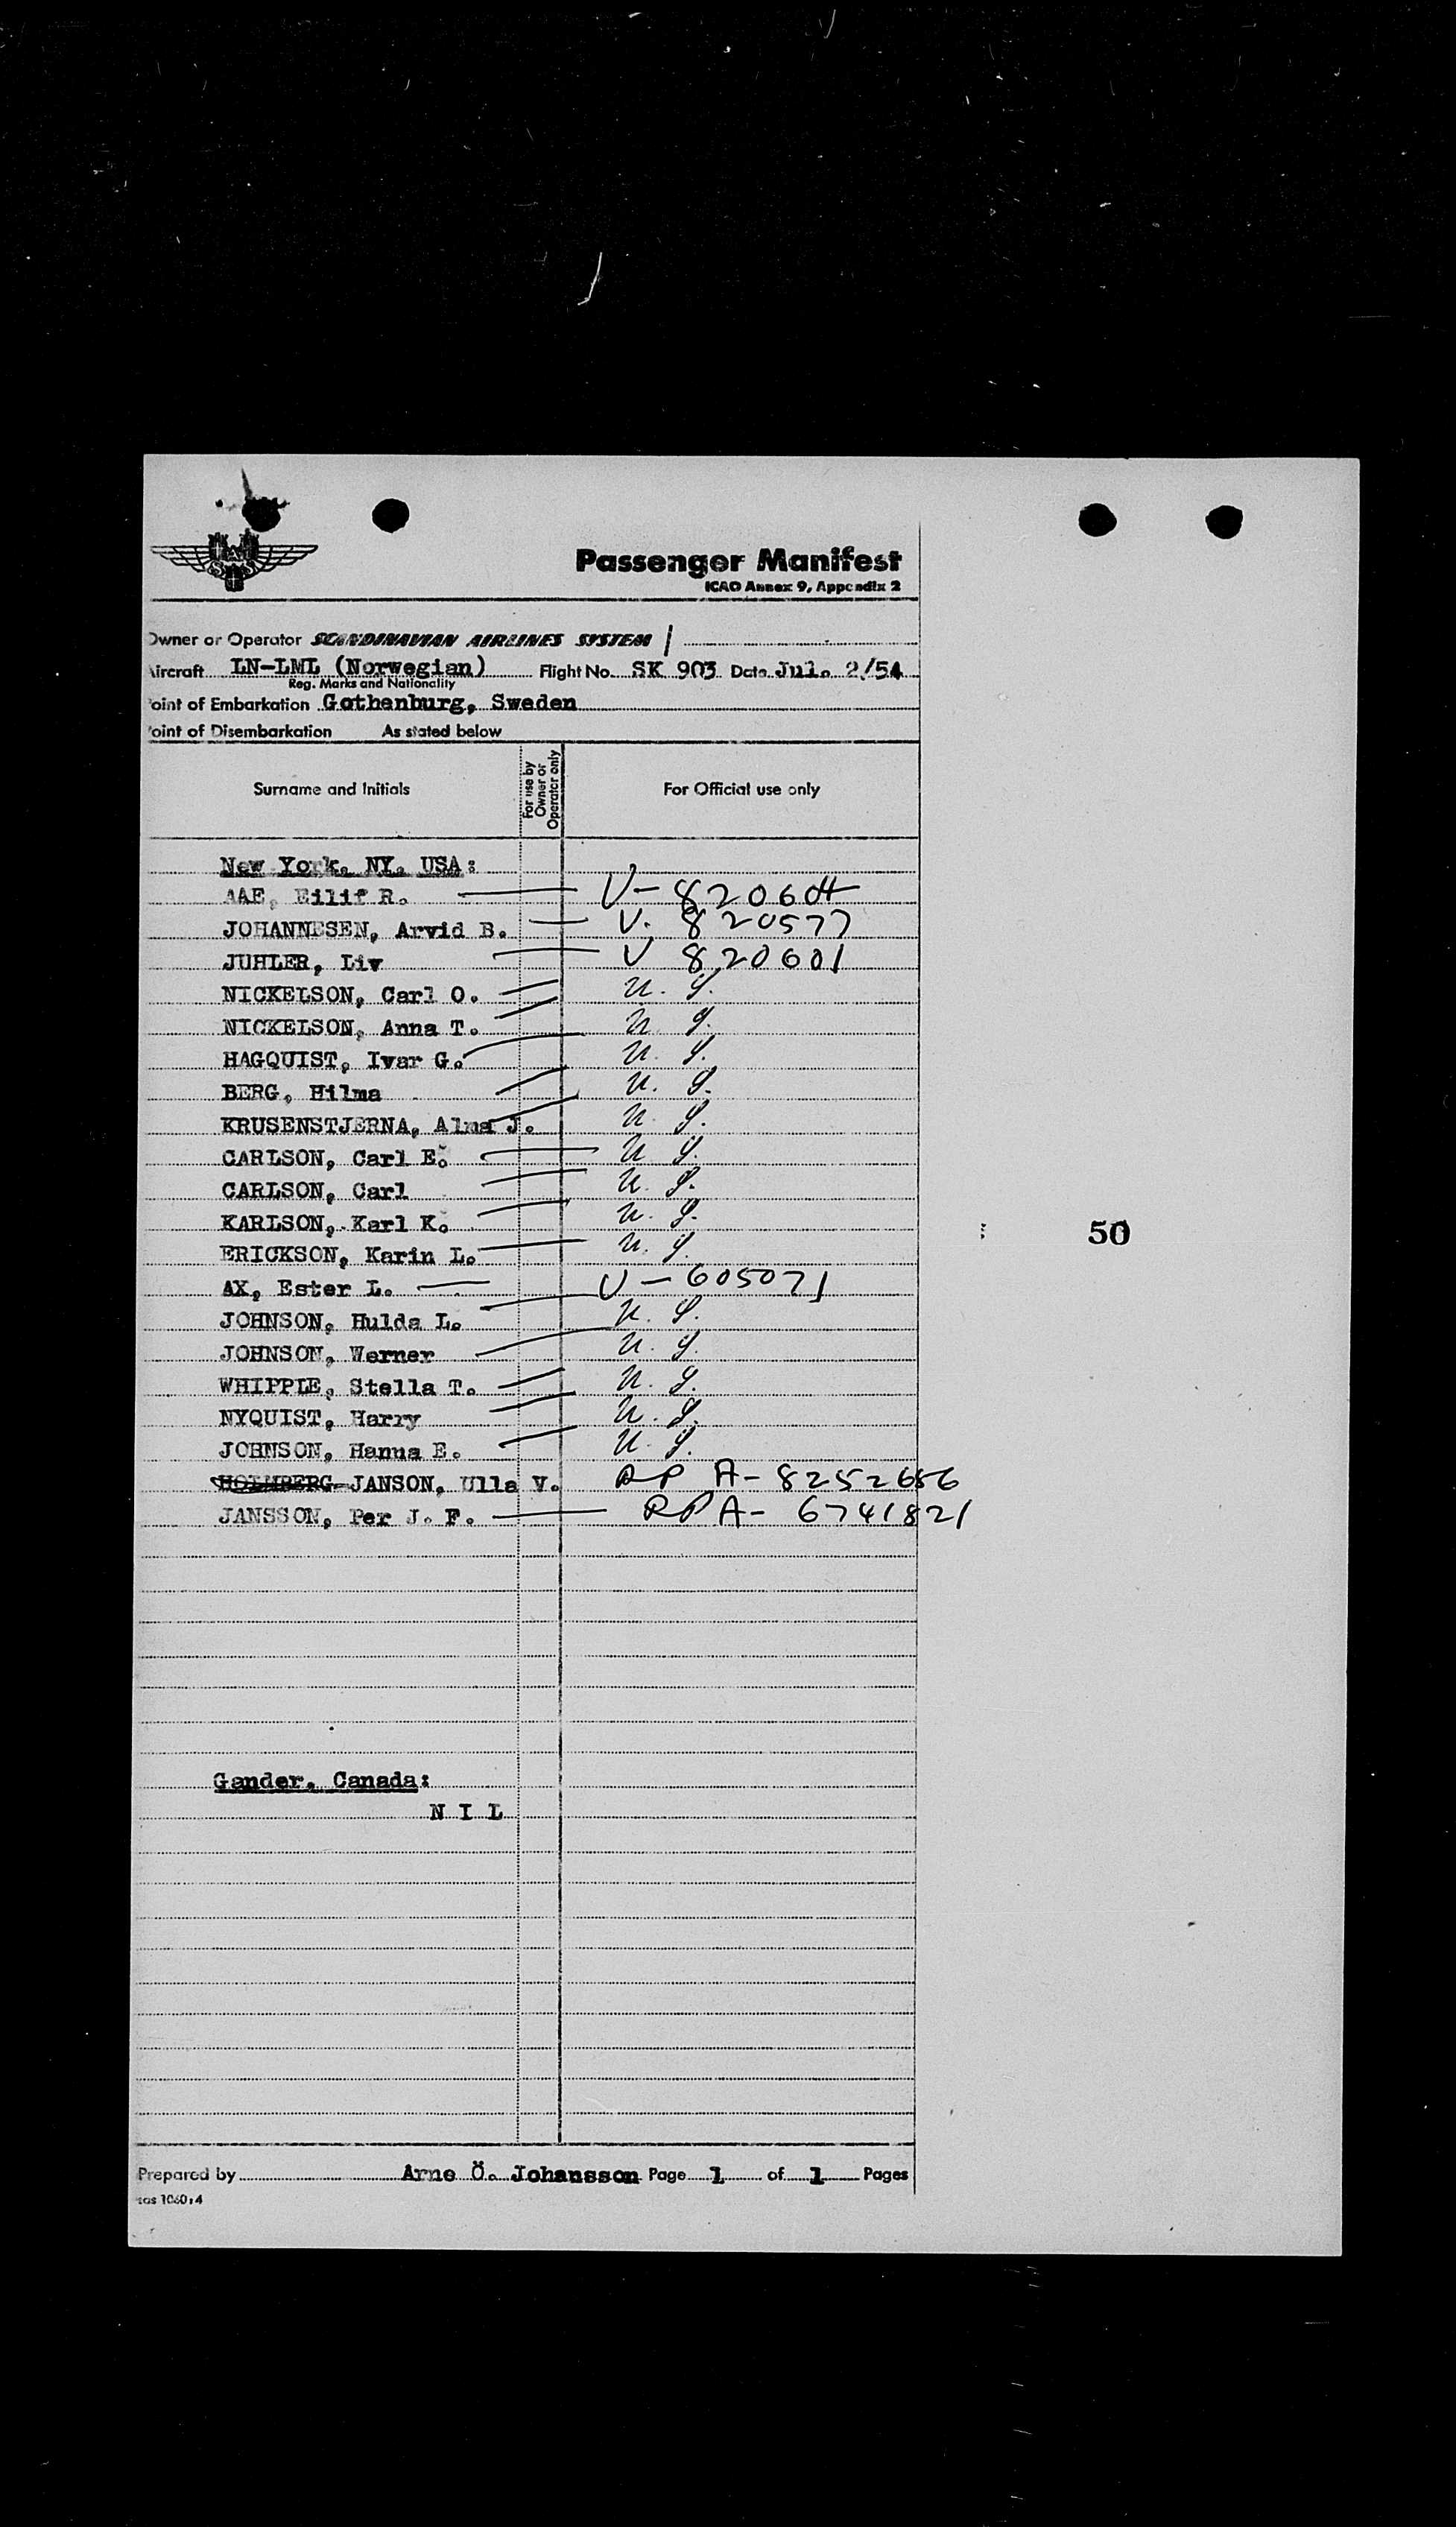 SAS
Passenger Manifest
ICAO Annex 9, Appendix 2
Owner or Operator SCANDINAVIAN AIRLINES SYSTEM
Aircraft LN-LML (Norwegian) Flight No. SK 903 Date Jul. 2/54
Reg. Marks and Nationality
Point of Embarkation Gothenburg, Sweden
Point of Disembarkation As stated below
Surname and Initials For use by Owner or Operator only For Official use only
New York, NY, USA:
AAE, Eilif R. V- 820604
JOHANNESEN, Arvid B. V. 820577
JUHLER, Liv V 820601
NICKELSON, Carl O. U. S.
NICKELSON, Anna T. U. S.
HAGQUIST, Ivar G. U. S.
BERG, Hilma U. S.
KRUSENSTJERNA, Alma J. U. S.
CARLSON, Carl E. U. S.
CARLSON, Carl U. S.
KARLSON, Karl K. U. S.
50
ERICKSON, Karin L. U. S.
AX, Ester L. V - 605071
JOHNSON, Hulda L. U. S.
JOHNSON, Werner U. S.
WHIPPLE, Stella T. U. S.
NYQUIST, Harry U. S.
JOHNSON, Hanna E. U. S.
HOLMBERG-JANSON, Ulla V. RP A- 8252656
JANSSON, Per J. F. RP A- 6741821
Gander, Canada:
N I L
Prepared by Arne Ö. Johansson Page 1 of 1 Pages
sas 1060:4